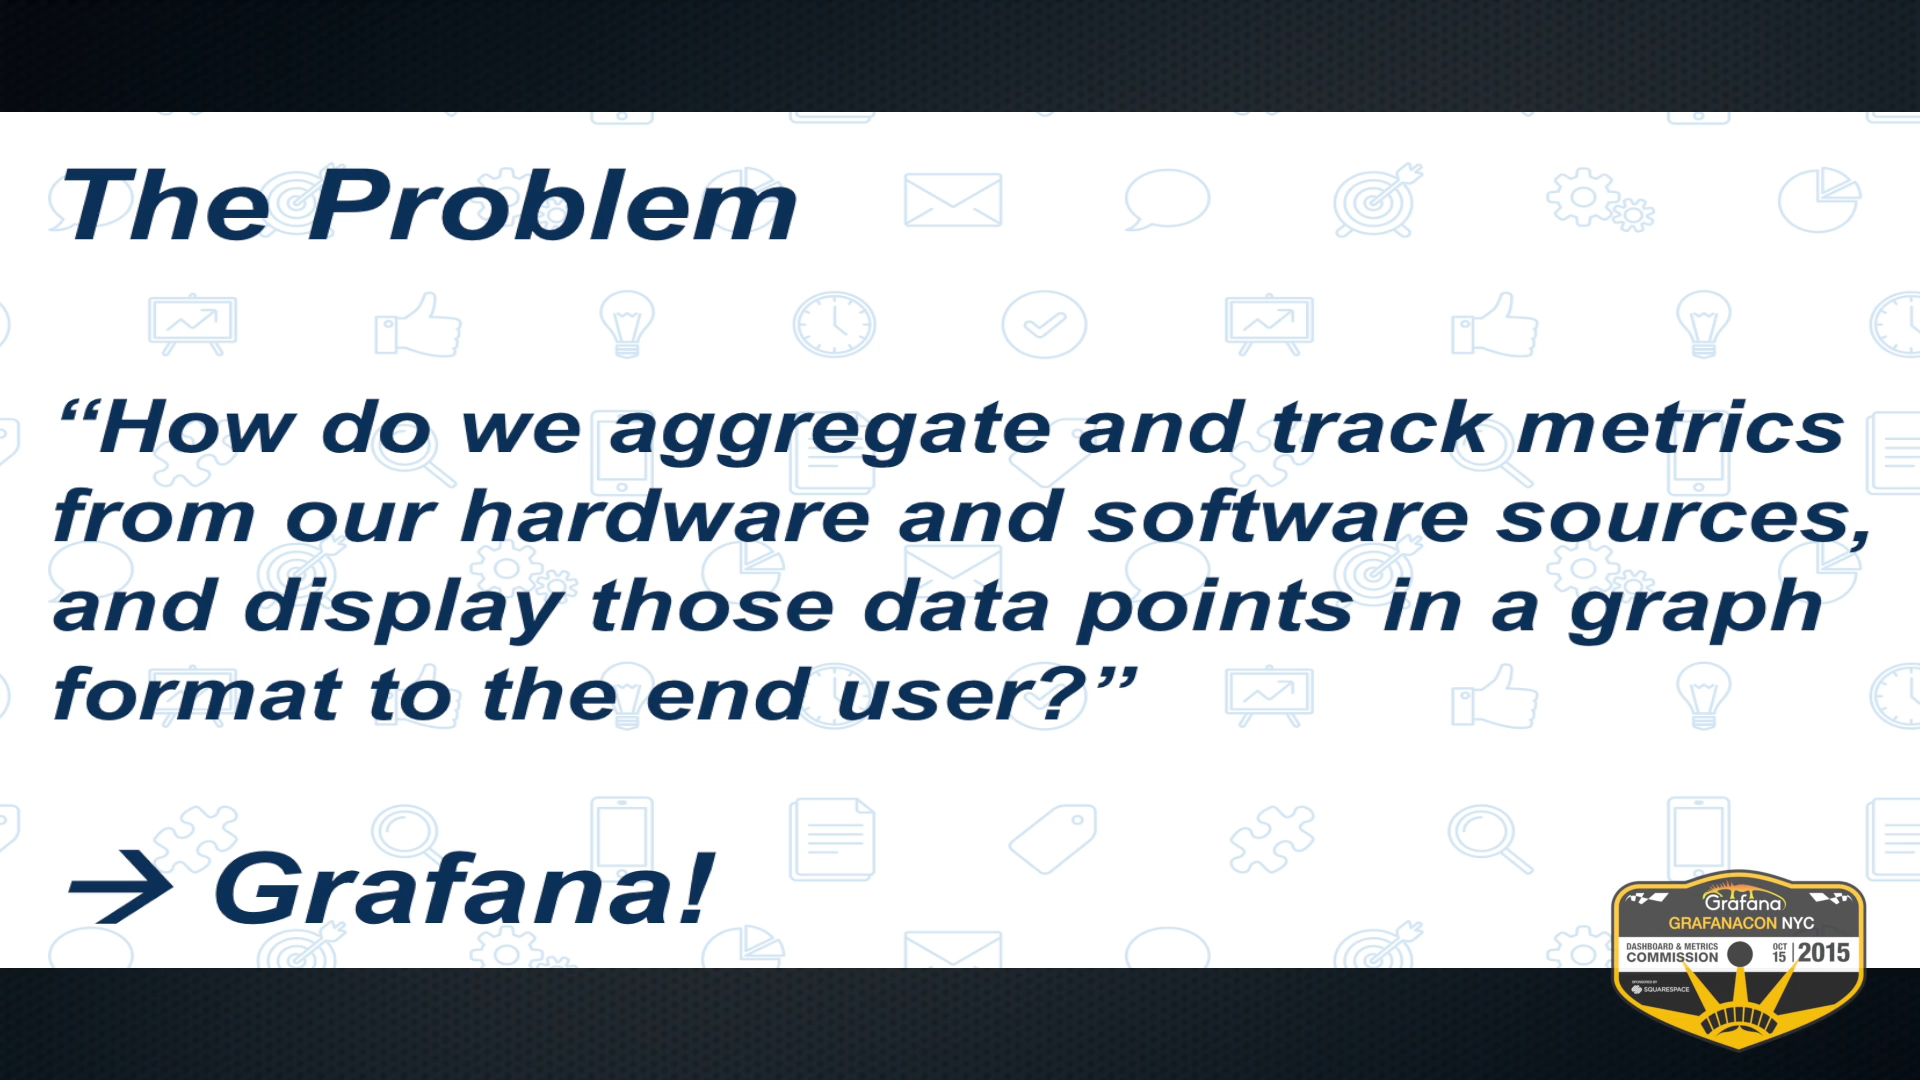 The Problem
“How do we aggregate and track metrics
from our hardware and software sources,
and display those data points in a graph
format to the end user?”
→ Grafana!
Grafana
GRAFANACON NYC
DASHBOARD & METRICS
COMMISSION
OCT
15
2015
SPONSORED BY
SQUARESPACE